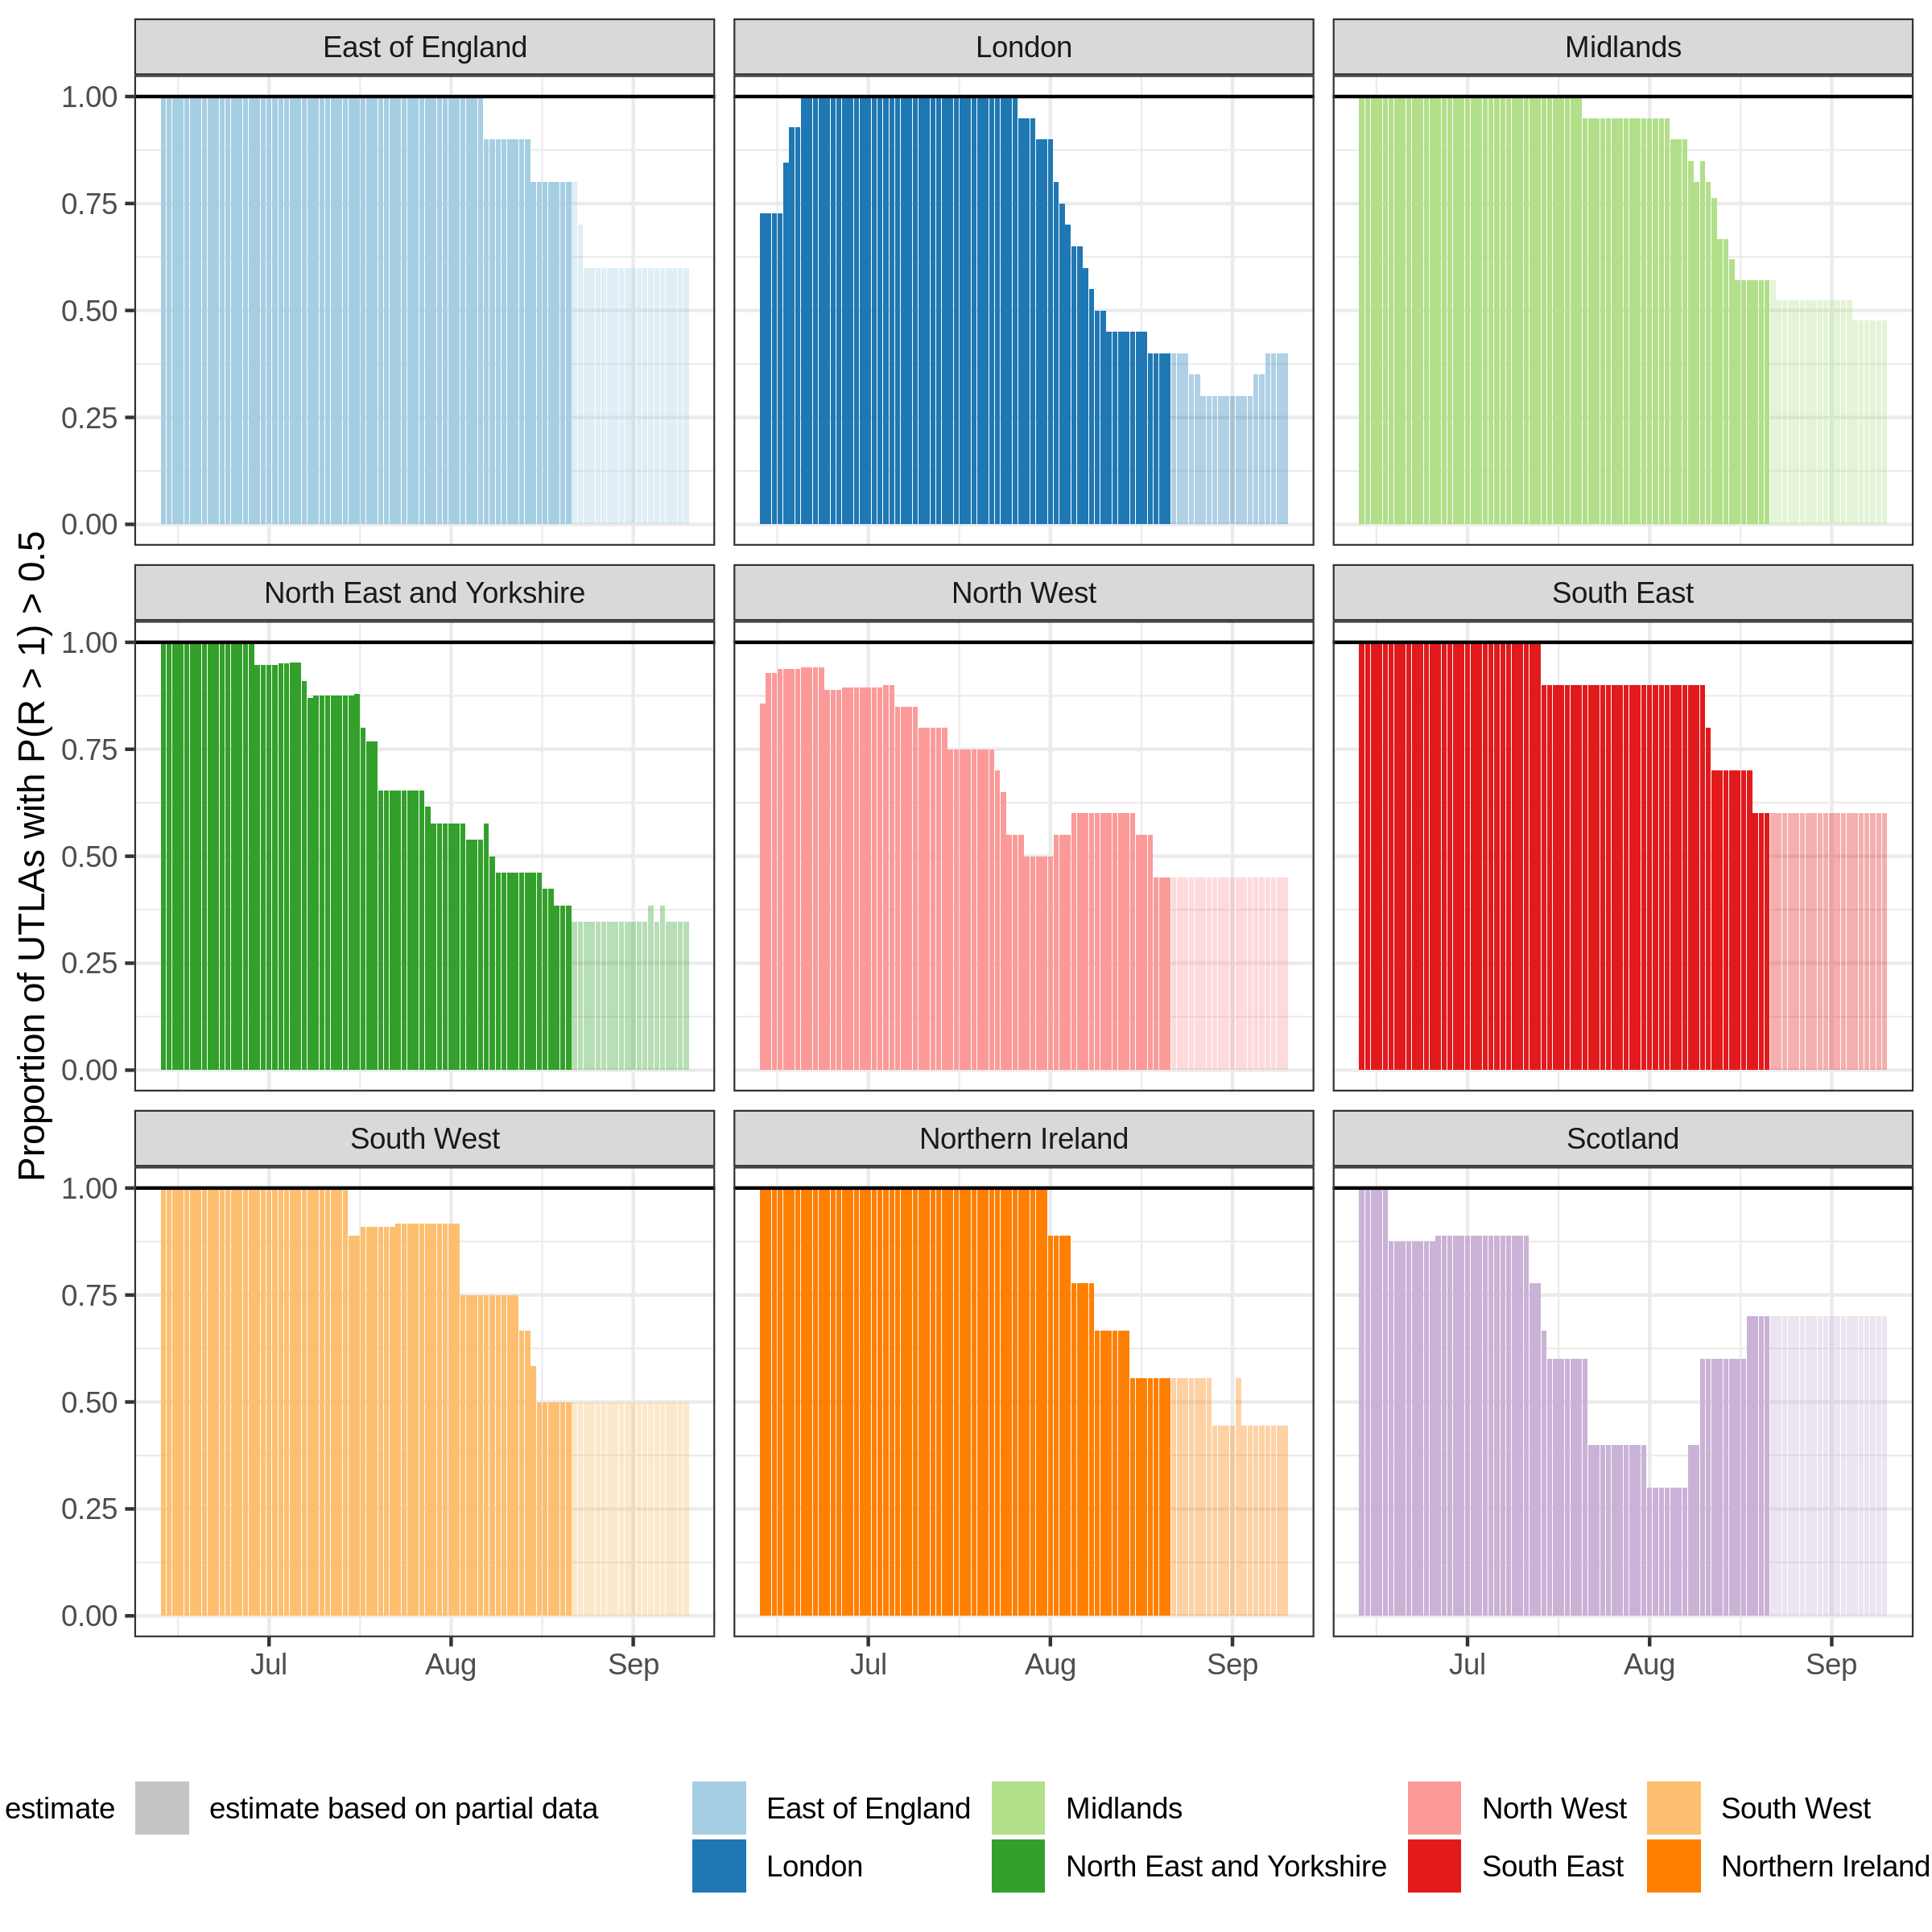 East of England London Midlands
1.00
0.75
0.50
0.25
0.00
North East and Yorkshire North West South East
1.00
0.75
0.50
0.25
0.00
South West Northern Ireland Scotland
1.00
0.75
0.50
0.25
0.00
Jul Aug Sep Jul Aug Sep Jul Aug Sep
Proportion of UTLAs with P(R > 1) > 0.5
estimate estimate based on partial data East of England Midlands North West South West
London North East and Yorkshire South East Northern Ireland